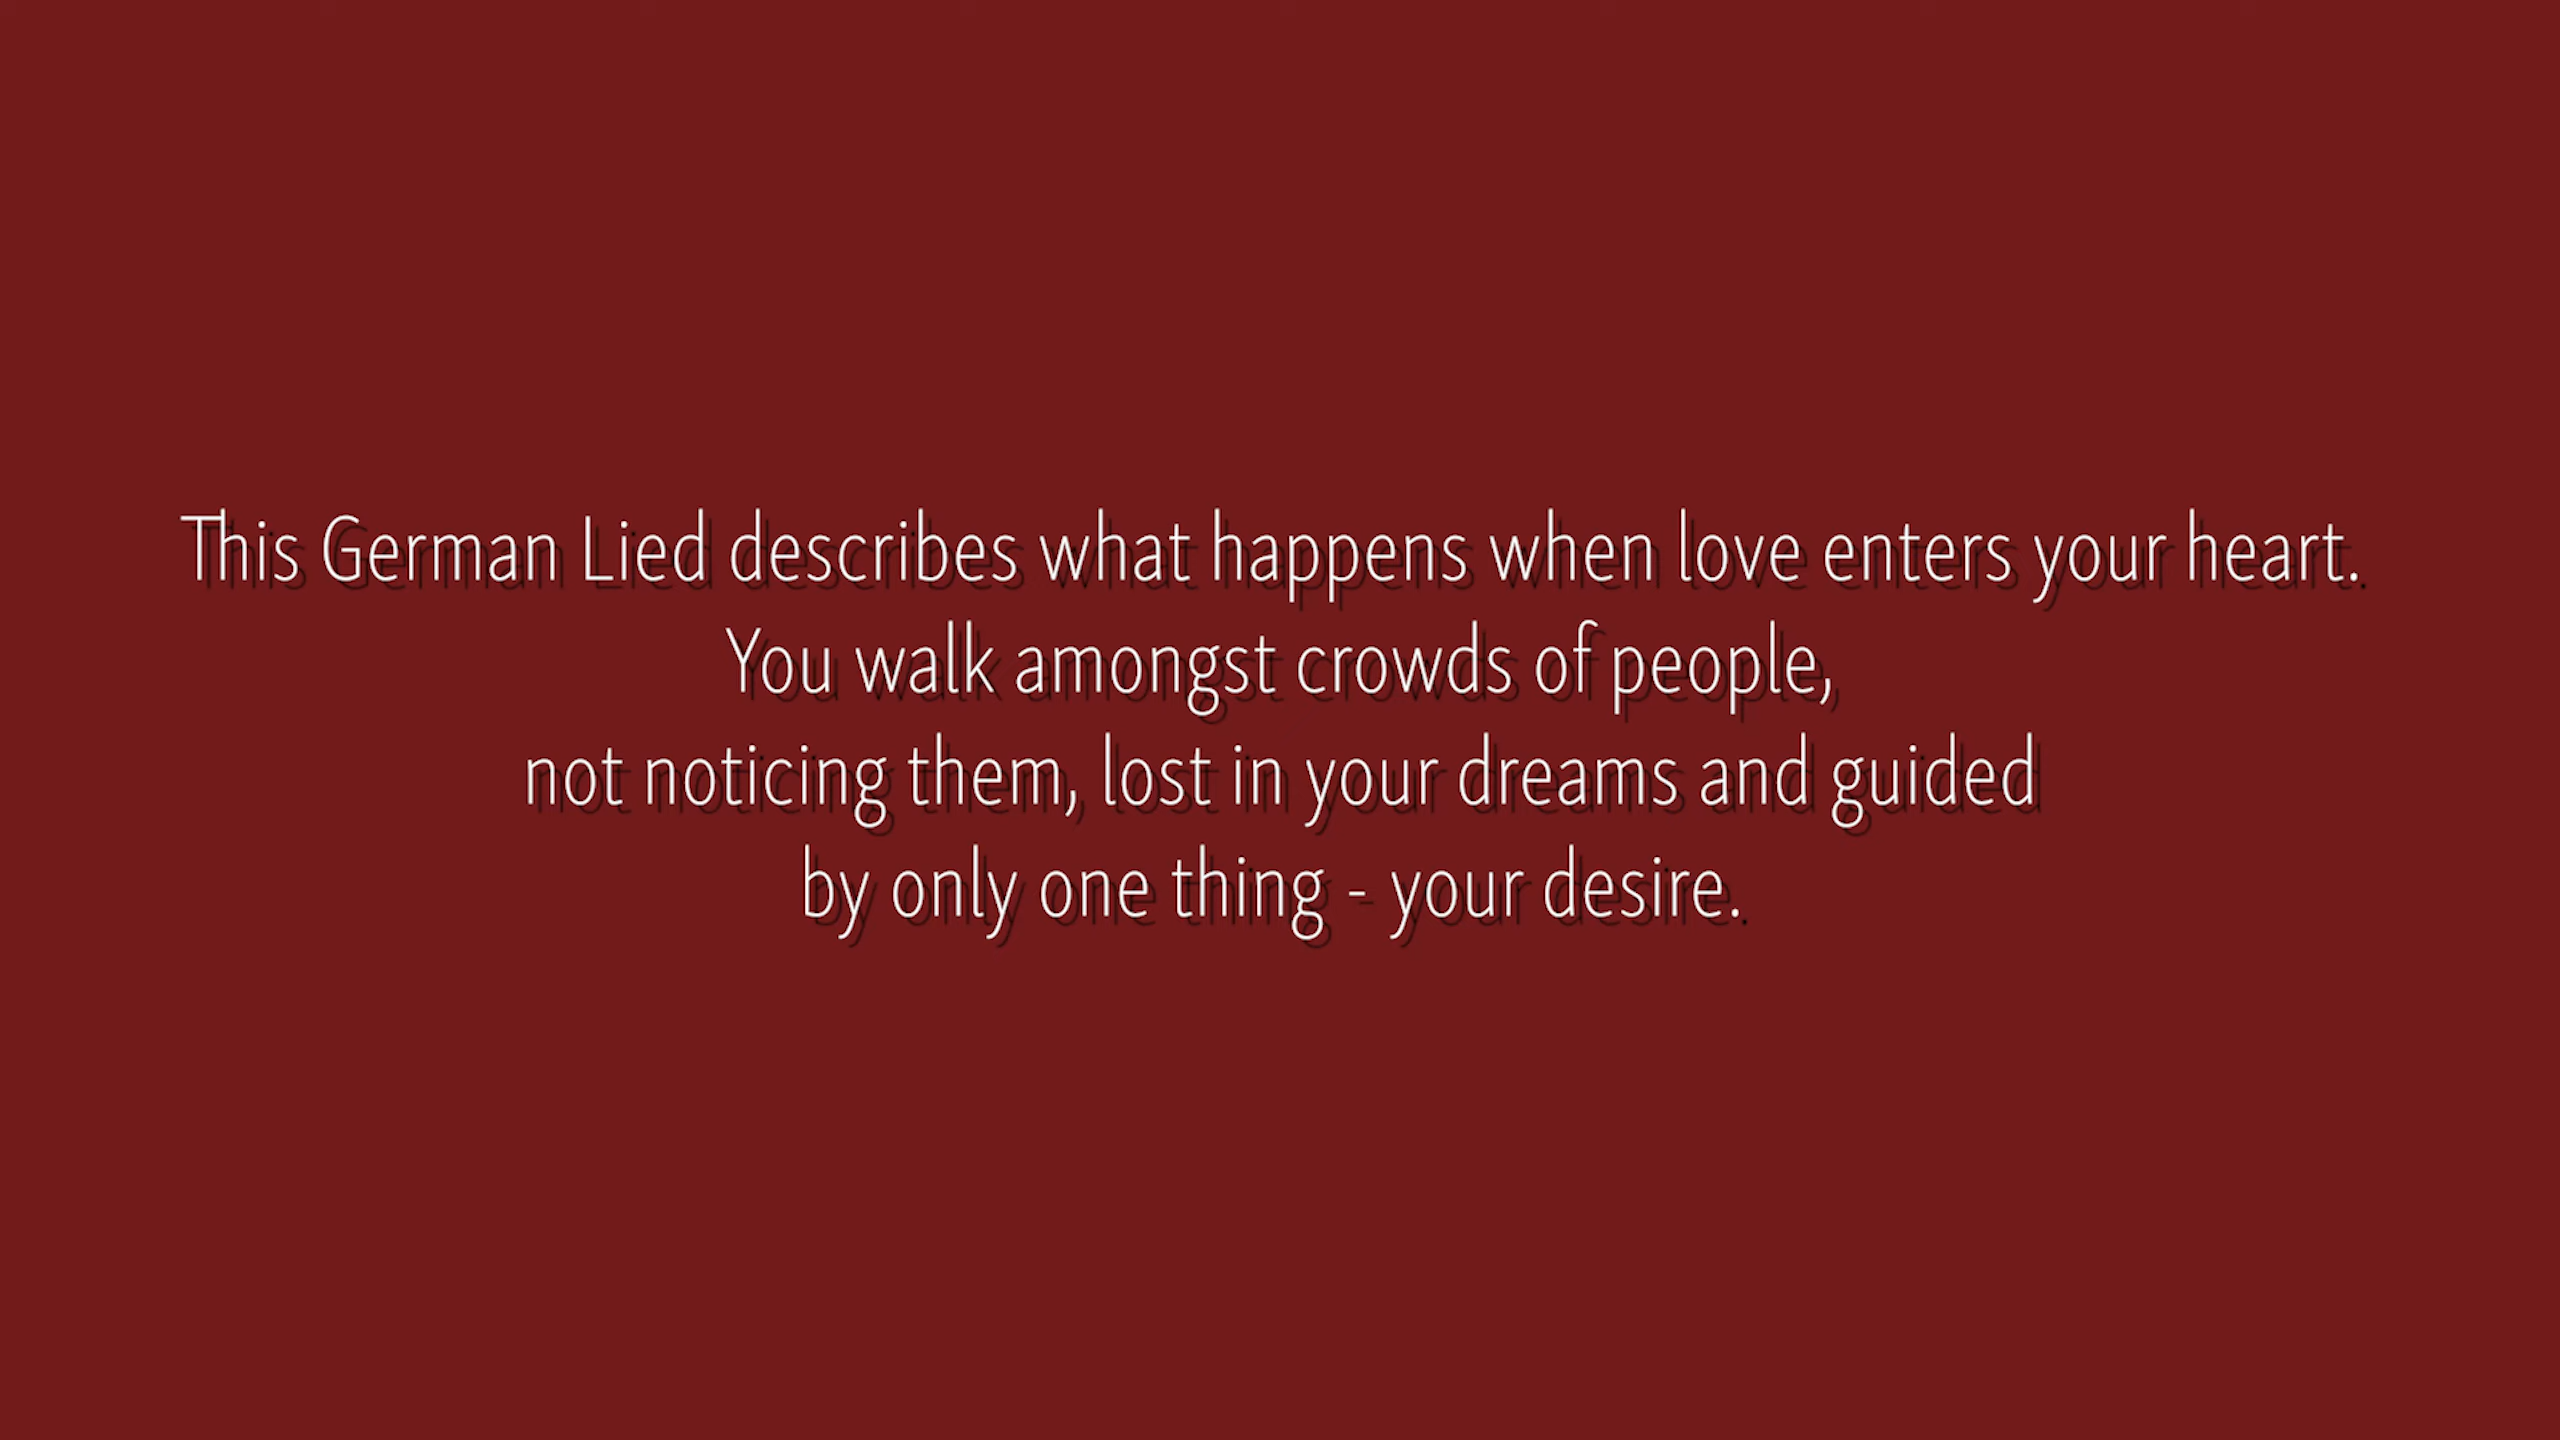 This German Lied describes what happens when love enters your heart.
You walk amongst crowds of people,
not noticing them, lost in your dreams and guided
by only one thing - your desire.